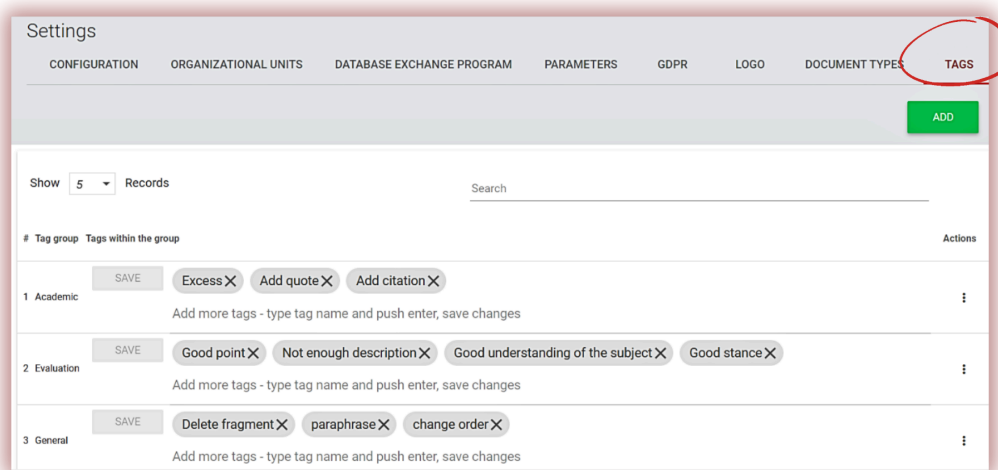 Settings
CONFIGURATION ORGANIZATIONAL UNITS DATABASE EXCHANGE PROGRAM PARAMETERS GDPR LOGO DOCUMENT TYPES TAGS
ADD
Show 5 Records Search
# Tag group Tags within the group Actions
SAVE Excess Add quote Add citation
1 Academic
Add more tags - type tag name and push enter, save changes
SAVE Good point Not enough description Good understanding of the subject Good stance
2 Evaluation
Add more tags - type tag name and push enter, save changes
SAVE Delete fragment paraphrase change order
3 General
Add more tags - type tag name and push enter, save changes